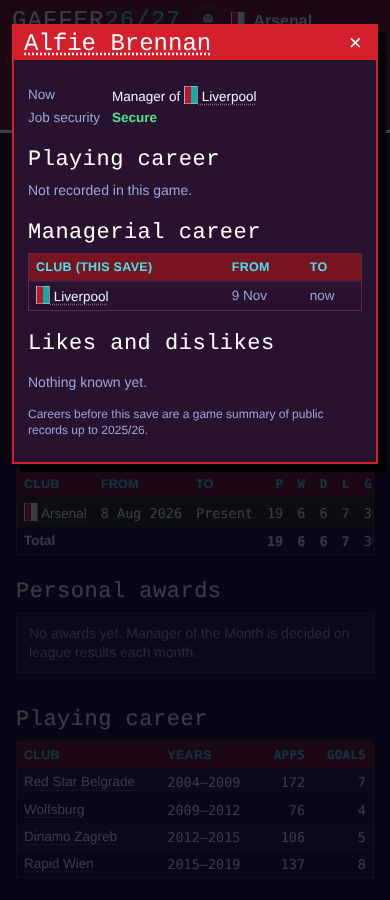 GAFFER26/27 Arsenal
Alfie Brennan ×
Now Manager of Liverpool
Job security Secure
Playing career
Not recorded in this game.
Managerial career
CLUB (THIS SAVE) FROM TO
Liverpool 9 Nov now
Likes and dislikes
Nothing known yet.
Careers before this save are a game summary of public
records up to 2025/26.
CLUB FROM TO P W D L G
Arsenal 8 Aug 2026 Present 19 6 6 7
Total 19 6 6 7
Personal awards
No awards yet. Manager of the Month is decided on
league results each month.
Playing career
CLUB YEARS APPS GOALS
Red Star Belgrade 2004–2009 172 7
Wolfsburg 2009–2012 76 4
Dinamo Zagreb 2012–2015 106 5
Rapid Wien 2015–2019 137 8